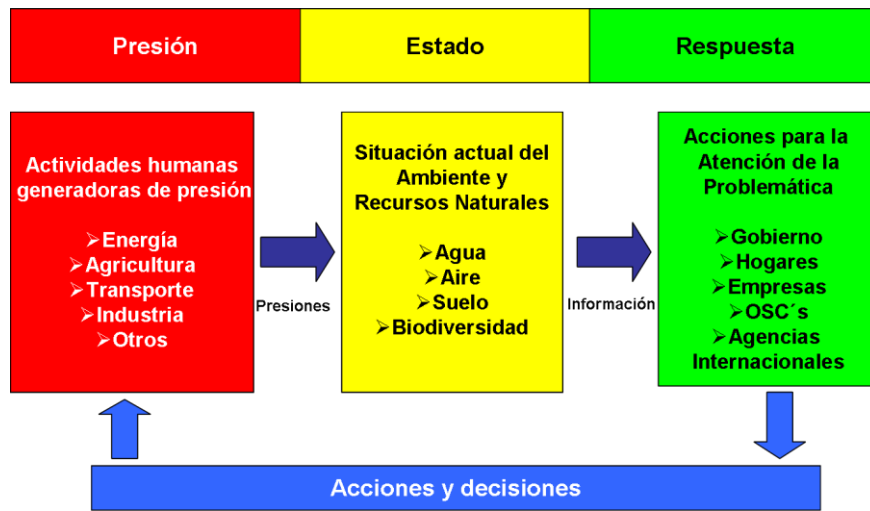 Presión
Estado
Respuesta
Actividades humanas
generadoras de presión
➢Energía
➢Agricultura
➢Transporte
➢Industria
➢Otros
Presiones
Situación actual del
Ambiente y
Recursos Naturales
➢Agua
➢Aire
➢Suelo
➢Biodiversidad
Información
Acciones para la
Atención de la
Problemática
➢Gobierno
➢Hogares
➢Empresas
➢OSC´s
➢Agencias
Internacionales
Acciones y decisiones